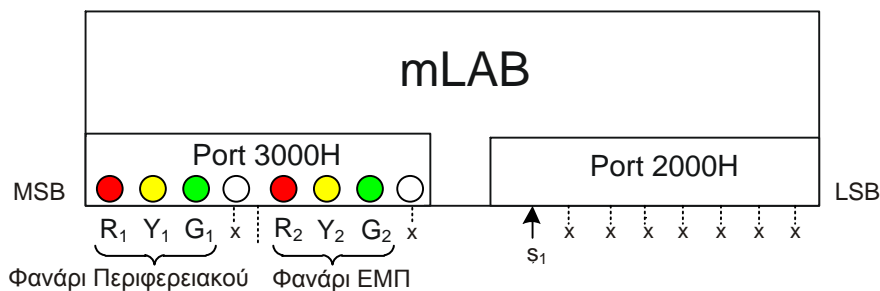 mLAB
Port 3000H
Port 2000H
MSB
LSB
R₁ Y₁ G₁ x R₂ Y₂ G₂ x
x x x x x x x
s₁
Φανάρι Περιφερειακού
Φανάρι ΕΜΠ